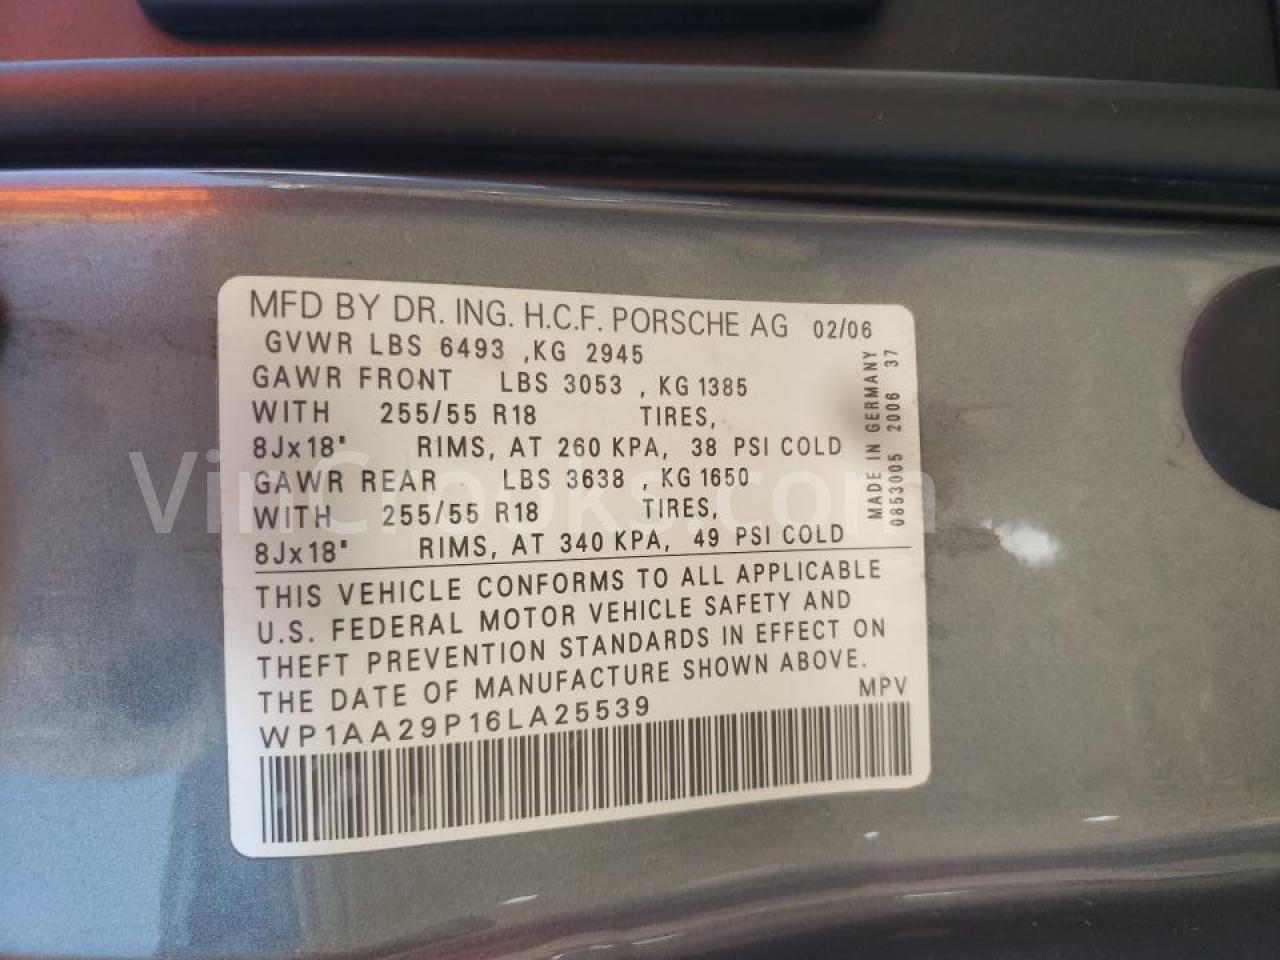 MFD BY DR. ING. H.C.F. PORSCHE AG 02/06
GVWR LBS 6493 ,KG 2945
GAWR FRONT LBS 3053 , KG 1385
WITH 255/55 R18 TIRES,
8Jx18" RIMS, AT 260 KPA, 38 PSI COLD
GAWR REAR LBS 3638 , KG 1650
WITH 255/55 R18 TIRES,
8Jx18" RIMS, AT 340 KPA, 49 PSI COLD
MADE IN GERMANY
0853005 2006 37
THIS VEHICLE CONFORMS TO ALL APPLICABLE
U.S. FEDERAL MOTOR VEHICLE SAFETY AND
THEFT PREVENTION STANDARDS IN EFFECT ON
THE DATE OF MANUFACTURE SHOWN ABOVE.
MPV
WP1AA29P16LA25539
VinCrooks.com